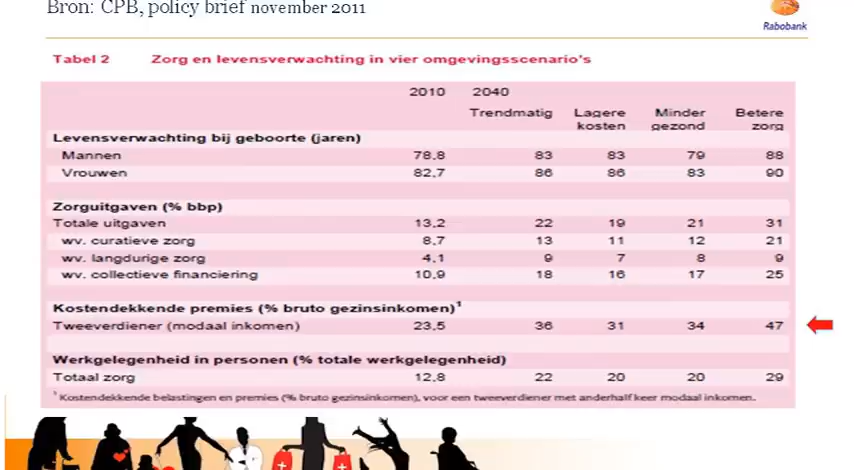 Bron: CPB, policy brief november 2011
Rabobank
Tabel 2 Zorg en levensverwachting in vier omgevingsscenario's
2010 2040
Trendmatig Lagere kosten Minder gezond Betere zorg
Levensverwachting bij geboorte (jaren)
Mannen 78,8 83 83 79 88
Vrouwen 82,7 86 86 83 90
Zorguitgaven (% bbp)
Totale uitgaven 13,2 22 19 21 31
wv. curatieve zorg 8,7 13 11 12 21
wv. langdurige zorg 4,1 9 7 8 9
wv. collectieve financiering 10,9 18 16 17 25
Kostendekkende premies (% bruto gezinsinkomen)¹
Tweeverdiener (modaal inkomen) 23,5 36 31 34 47
Werkgelegenheid in personen (% totale werkgelegenheid)
Totaal zorg 12,8 22 20 20 29
¹ Kostendekkende belastingen en premies (% bruto gezinsinkomen), voor een tweeverdiener met anderhalf keer modaal inkomen.